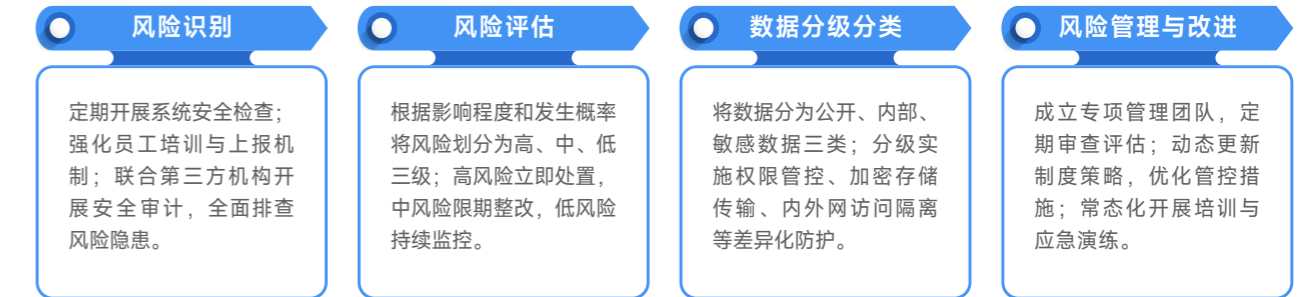 风险识别
定期开展系统安全检查；
强化员工培训与上报机
制；联合第三方机构开
展安全审计，全面排查
风险隐患。
风险评估
根据影响程度和发生概率
将风险划分为高、中、低
三级；高风险立即处置，
中风险限期整改，低风险
持续监控。
数据分级分类
将数据分为公开、内部、
敏感数据三类；分级实
施权限管控、加密存储
传输、内外网访问隔离
等差异化防护。
风险管理与改进
成立专项管理团队，定
期审查评估；动态更新
制度策略，优化管控措
施；常态化开展培训与
应急演练。